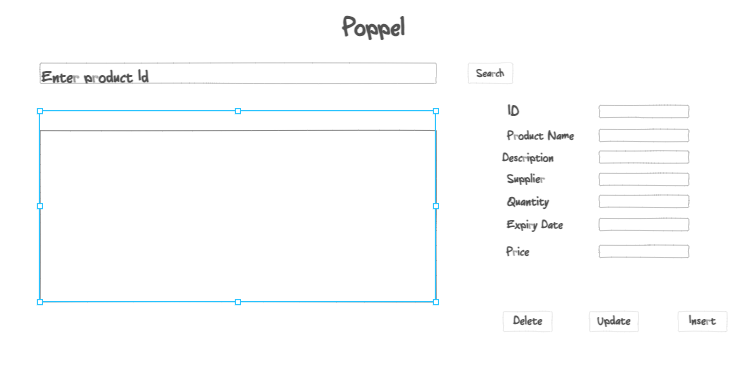 Poppel
Enter product Id
Search
ID
Product Name
Description
Supplier
Quantity
Expiry Date
Price
Delete
Update
Insert